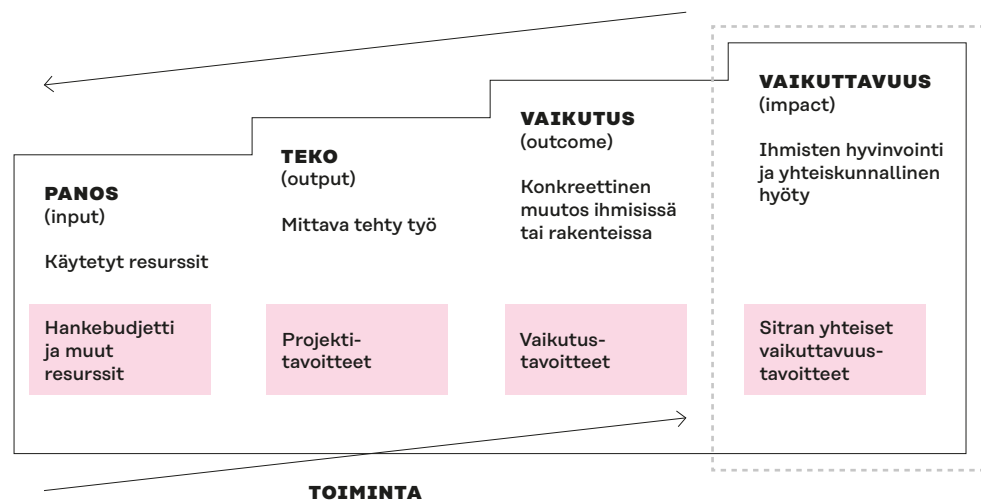 PANOS
(input)
Käytetyt resurssit
Hankebudjetti
ja muut
resurssit
TEKO
(output)
Mittava tehty työ
Projekti-
tavoitteet
VAIKUTUS
(outcome)
Konkreettinen
muutos ihmisissä
tai rakenteissa
Vaikutus-
tavoitteet
VAIKUTTAVUUS
(impact)
Ihmisten hyvinvointi
ja yhteiskunnallinen
hyöty
Sitran yhteiset
vaikuttavuus-
tavoitteet
TOIMINTA